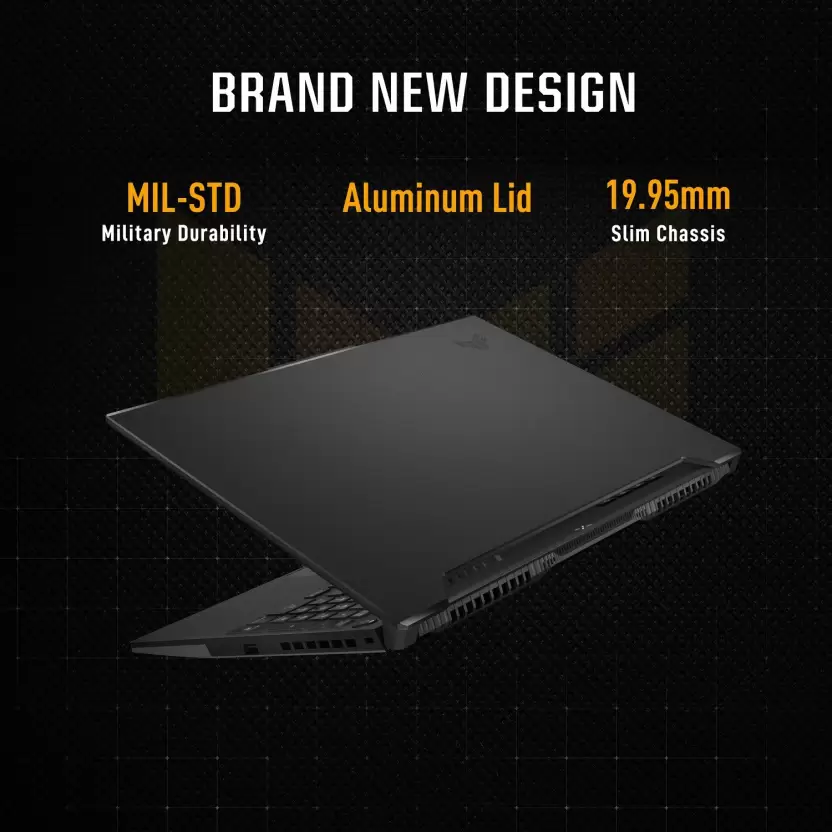 BRAND NEW DESIGN
MIL-STD
Military Durability
Aluminum Lid
19.95mm
Slim Chassis